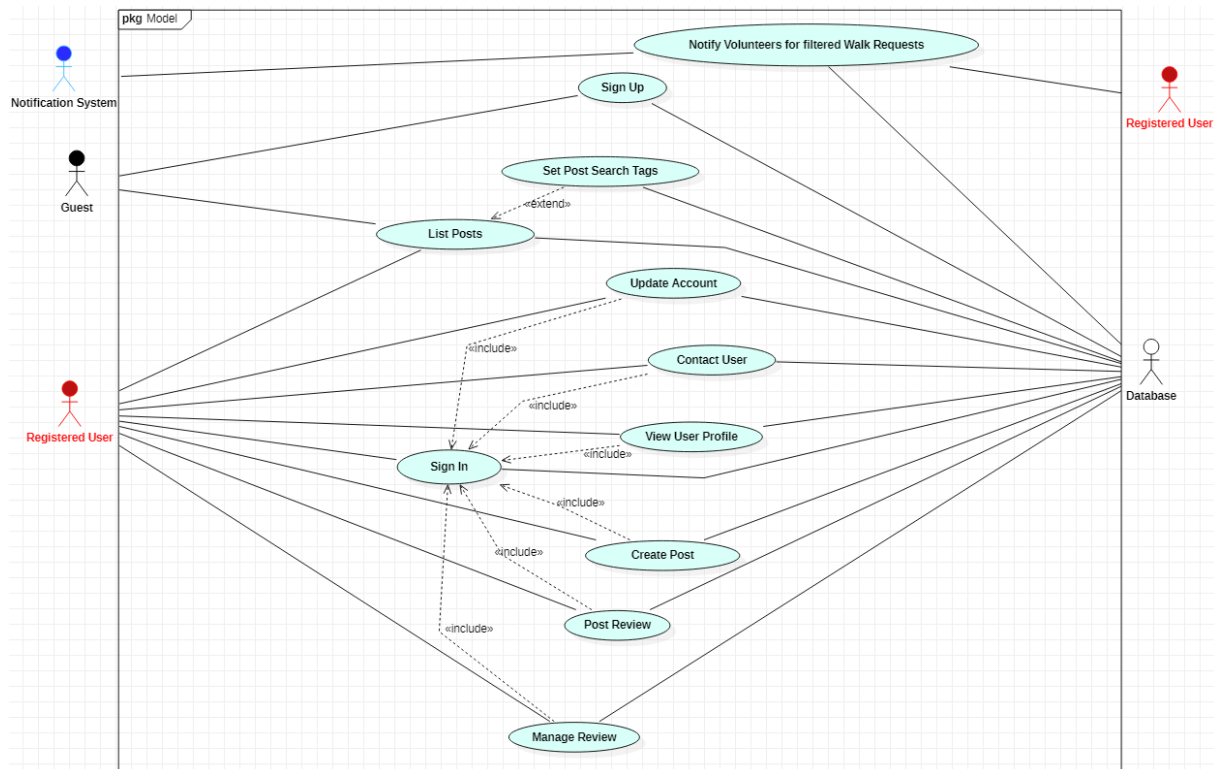 pkg Model
Notify Volunteers for filtered Walk Requests
Notification System
Sign Up
Registered User
Guest
Set Post Search Tags
«extend»
List Posts
Update Account
«include»
Contact User
Database
«include»
Registered User
View User Profile
«include»
Sign In
«include»
Create Post
«include»
Post Review
«include»
Manage Review